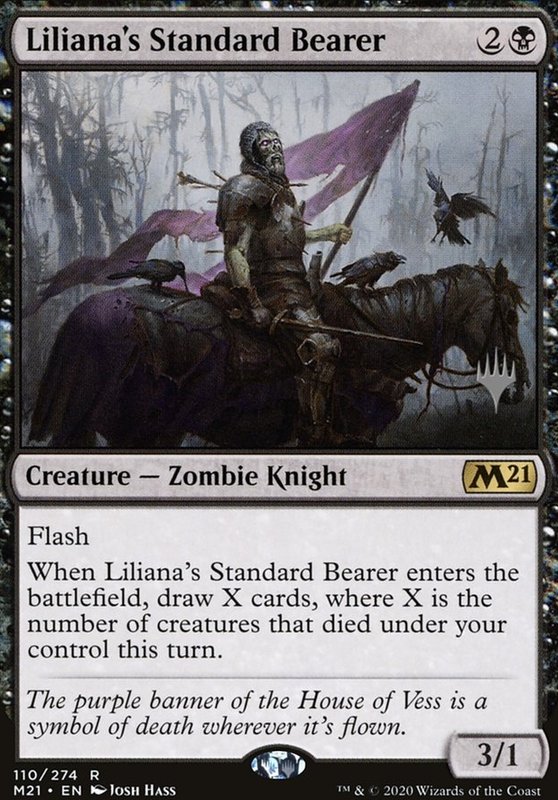 Liliana's Standard Bearer 2
Creature — Zombie Knight M21
Flash
When Liliana's Standard Bearer enters the
battlefield, draw X cards, where X is the
number of creatures that died under your
control this turn.
The purple banner of the House of Vess is a
symbol of death wherever it's flown.
3/1
110/274 R
M21 • EN Josh Hass ™ & © 2020 Wizards of the Coast